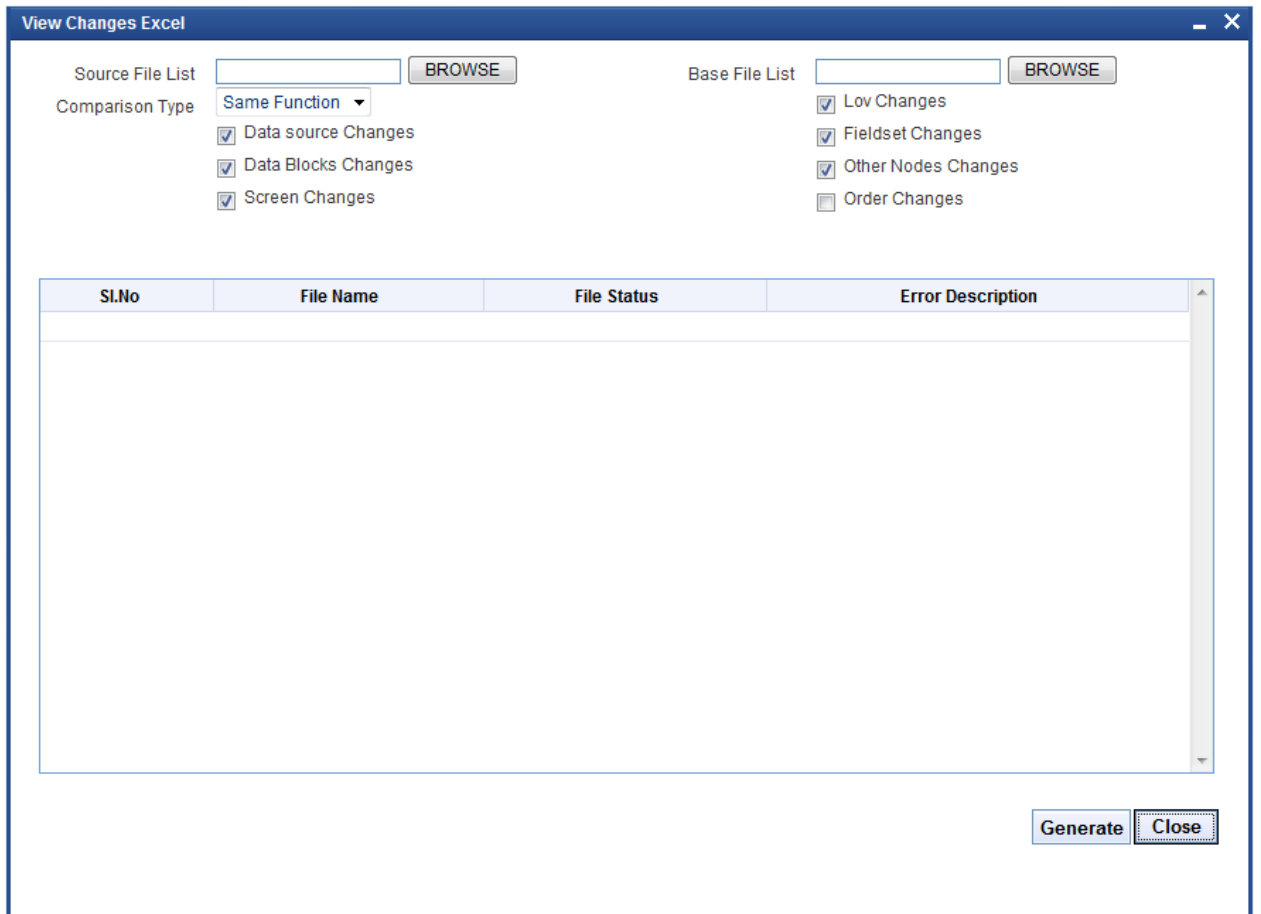 View Changes Excel
Source File List BROWSE Base File List BROWSE
Comparison Type Same Function Lov Changes
Data source Changes Fieldset Changes
Data Blocks Changes Other Nodes Changes
Screen Changes Order Changes
Sl.No File Name File Status Error Description
Generate Close